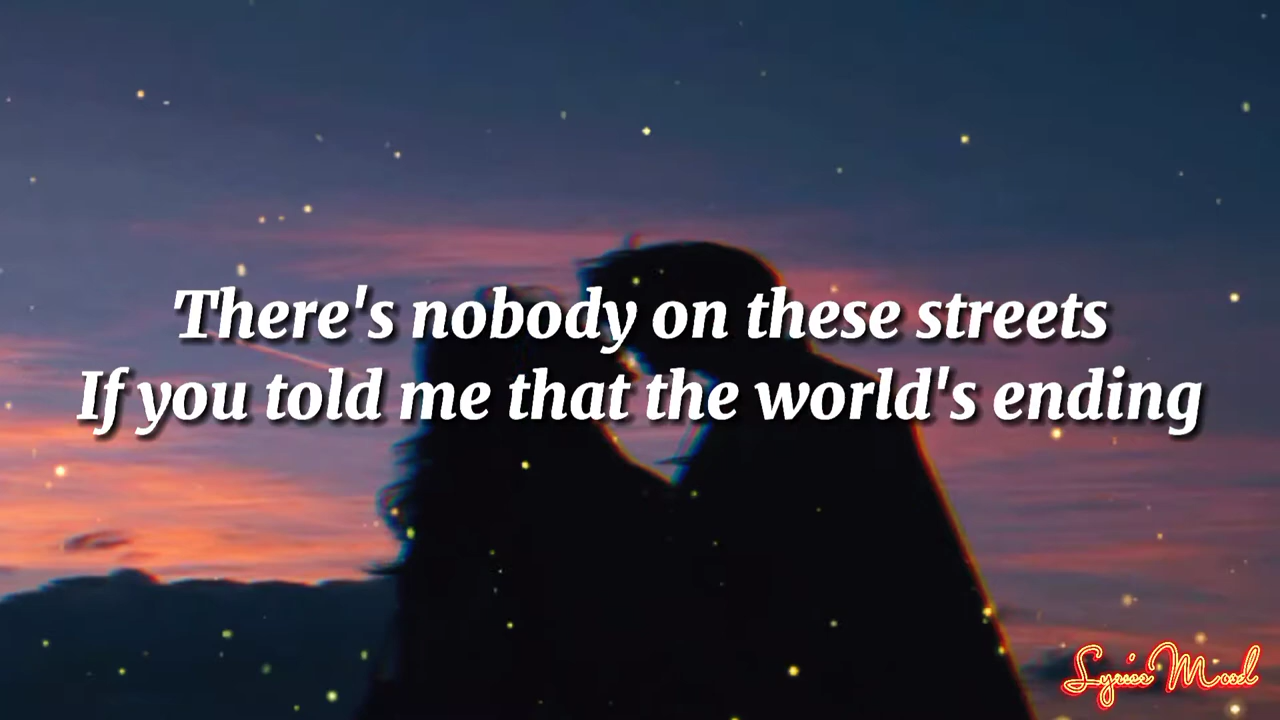 There's nobody on these streets
If you told me that the world's ending
Lyrics Mood